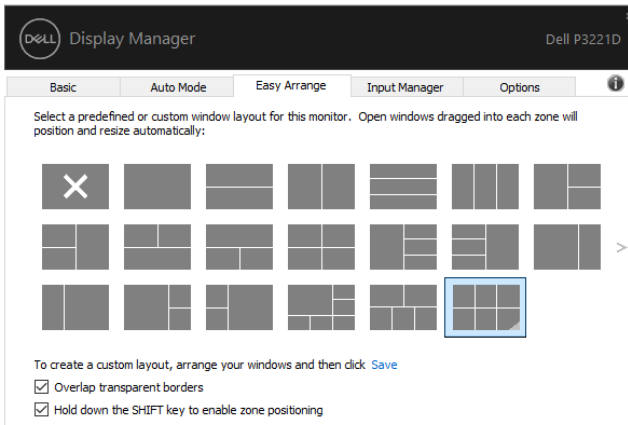 DELL Display Manager
Dell P3221D
Basic
Auto Mode
Easy Arrange
Input Manager
Options
Select a predefined or custom window layout for this monitor. Open windows dragged into each zone will
position and resize automatically:
To create a custom layout, arrange your windows and then click Save
Overlap transparent borders
Hold down the SHIFT key to enable zone positioning